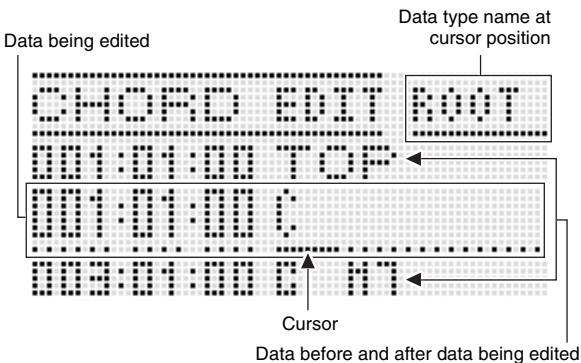 Data type name at
cursor position
Data being edited
CHORD EDIT ROOT
001:01:00 TOP
001:01:00 C
003:01:00 C M7
Cursor
Data before and after data being edited